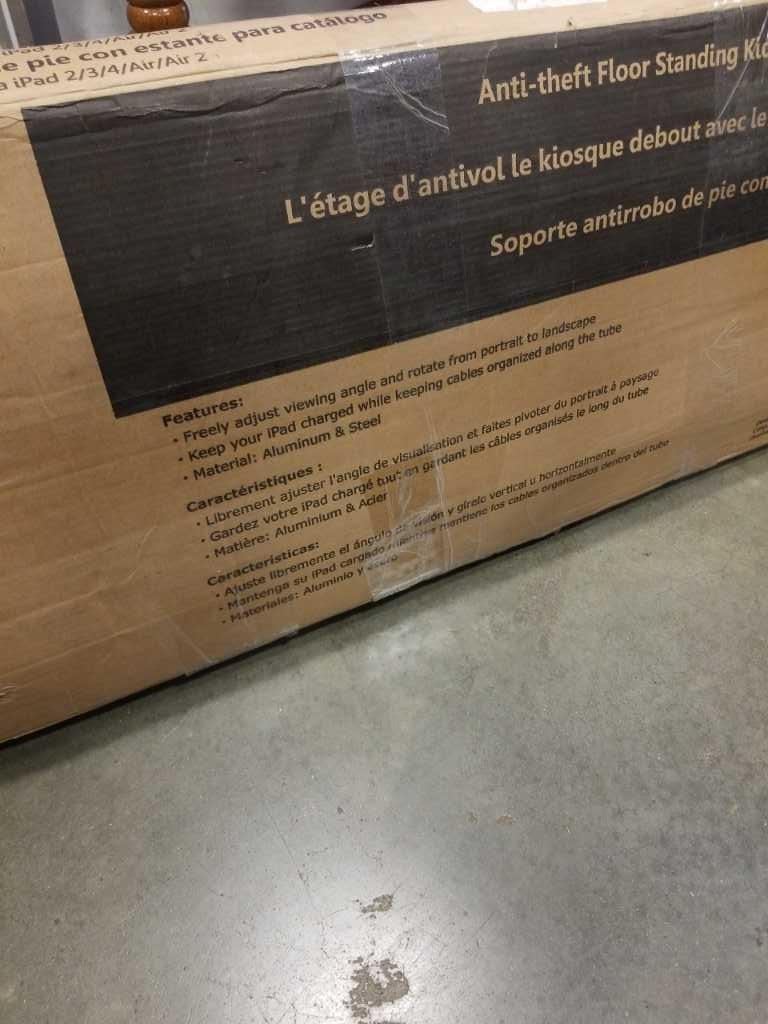 iPad 2/3/4/Air/Air 2
e pie con estante para catálogo
a iPad 2/3/4/Air/Air 2
Anti-theft Floor Standing
L'étage d'antivol le kiosque debout avec le
Soporte antirrobo de pie con
Features:
• Freely adjust viewing angle and rotate from portrait to landscape
• Keep your iPad charged while keeping cables organized along the tube
• Material: Aluminum & Steel
Caractéristiques :
• Librement ajuster l'angle de visualisation et faites pivoter du portrait à paysage
• Gardez votre iPad chargé tout en gardant les câbles organisés le long du tube
• Matière: Aluminium & Acier
Caracteristicas:
• Ajuste libremente el ángulo de visión y gírelo vertical u horizontalmente
• Mantenga su iPad cargado mientras mantiene los cables organizados dentro del tubo
• Materiales: Aluminio y acero